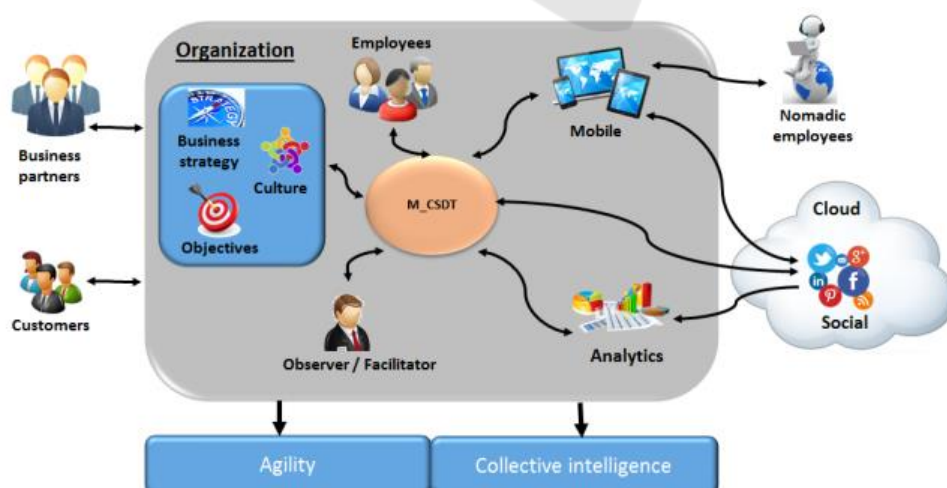 Organization
Employees
Business
partners
STRATEGY
Business
strategy
Culture
Objectives
Customers
M_CSDT
Mobile
Nomadic
employees
Cloud
Social
Observer / Facilitator
Analytics
Agility
Collective intelligence